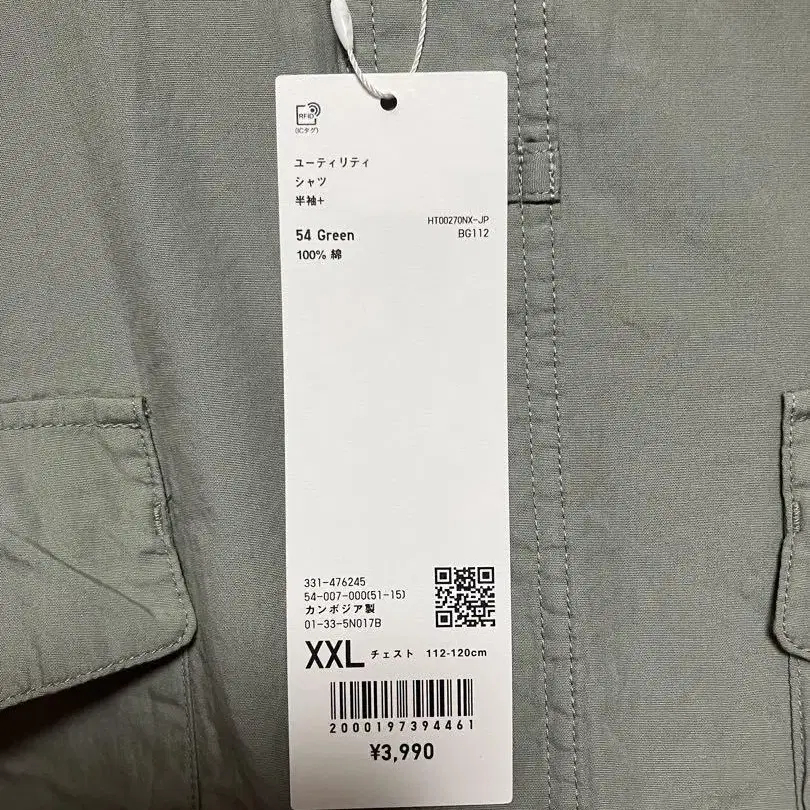 RFID
(ICタグ)
ユーティリティ
シャツ
半袖+
HT00270NX-JP
54 Green
BG112
100% 綿
331-476245
54-007-000(51-15)
カンボジア製
01-33-5N017B
XXL チェスト 112-120cm
2000197394461
¥3,990